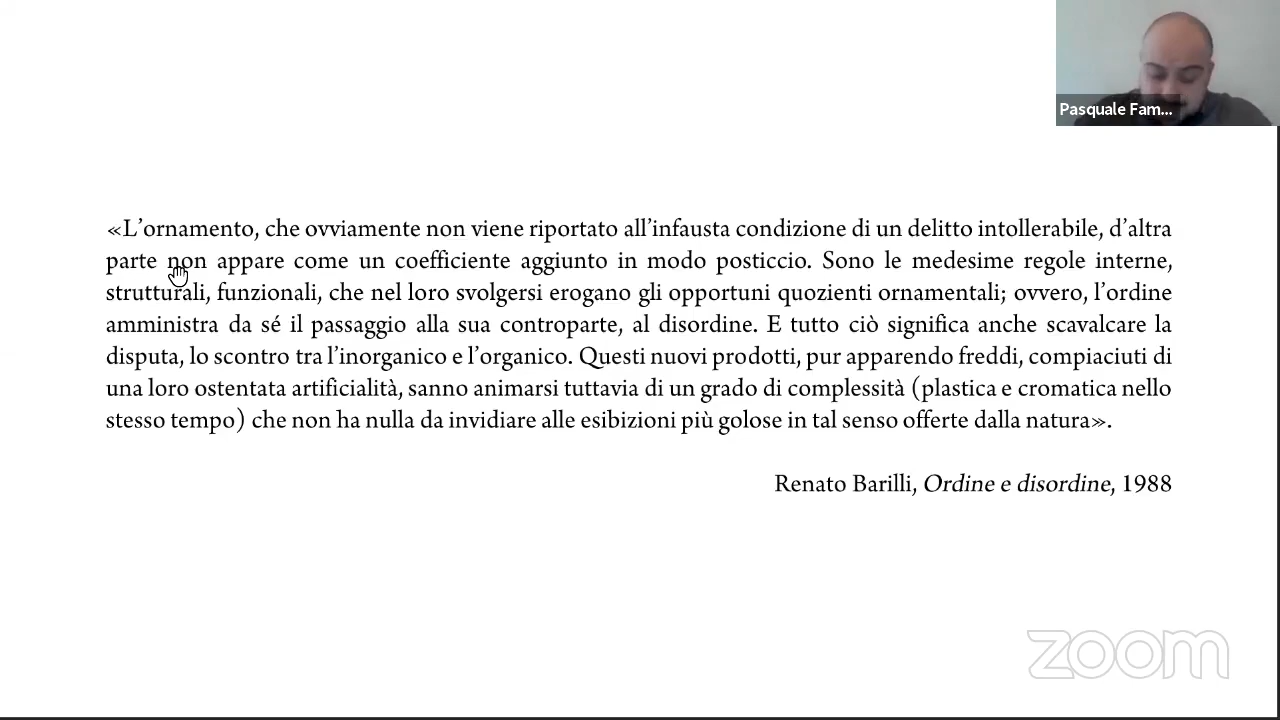 Pasquale Fam...
«L’ornamento, che ovviamente non viene riportato all’infausta condizione di un delitto intollerabile, d’altra
parte non appare come un coefficiente aggiunto in modo posticcio. Sono le medesime regole interne,
strutturali, funzionali, che nel loro svolgersi erogano gli opportuni quozienti ornamentali; ovvero, l’ordine
amministra da sé il passaggio alla sua controparte, al disordine. E tutto ciò significa anche scavalcare la
disputa, lo scontro tra l’inorganico e l’organico. Questi nuovi prodotti, pur apparendo freddi, compiaciuti di
una loro ostentata artificialità, sanno animarsi tuttavia di un grado di complessità (plastica e cromatica nello
stesso tempo) che non ha nulla da invidiare alle esibizioni più golose in tal senso offerte dalla natura».
Renato Barilli, Ordine e disordine, 1988
zoom